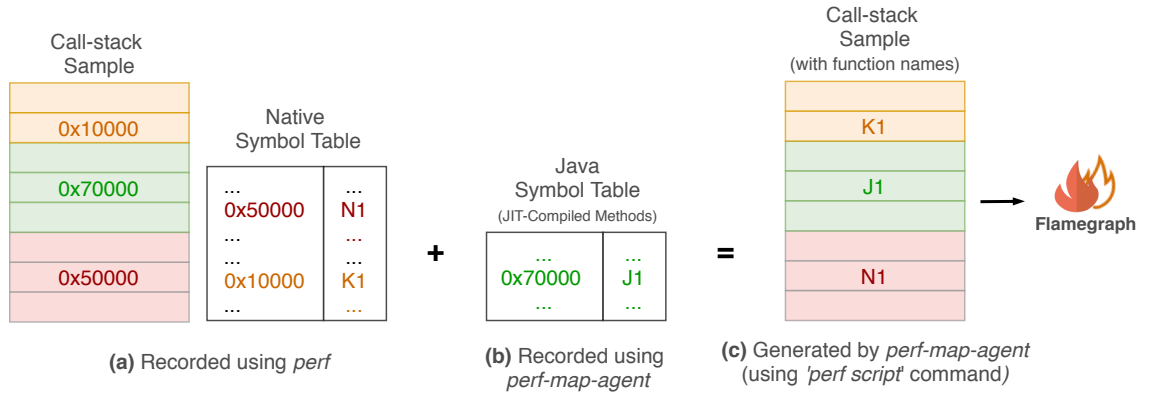 Call-stack
Sample
0x10000
0x70000
0x50000
Native
Symbol Table
... ...
0x50000 N1
... ...
... ...
0x10000 K1
... ...
(a) Recorded using perf
+
Java
Symbol Table
(JIT-Compiled Methods)
... ...
0x70000 J1
... ...
(b) Recorded using
perf-map-agent
=
Call-stack
Sample
(with function names)
K1
J1
N1
(c) Generated by perf-map-agent
(using 'perf script' command)
Flamegraph